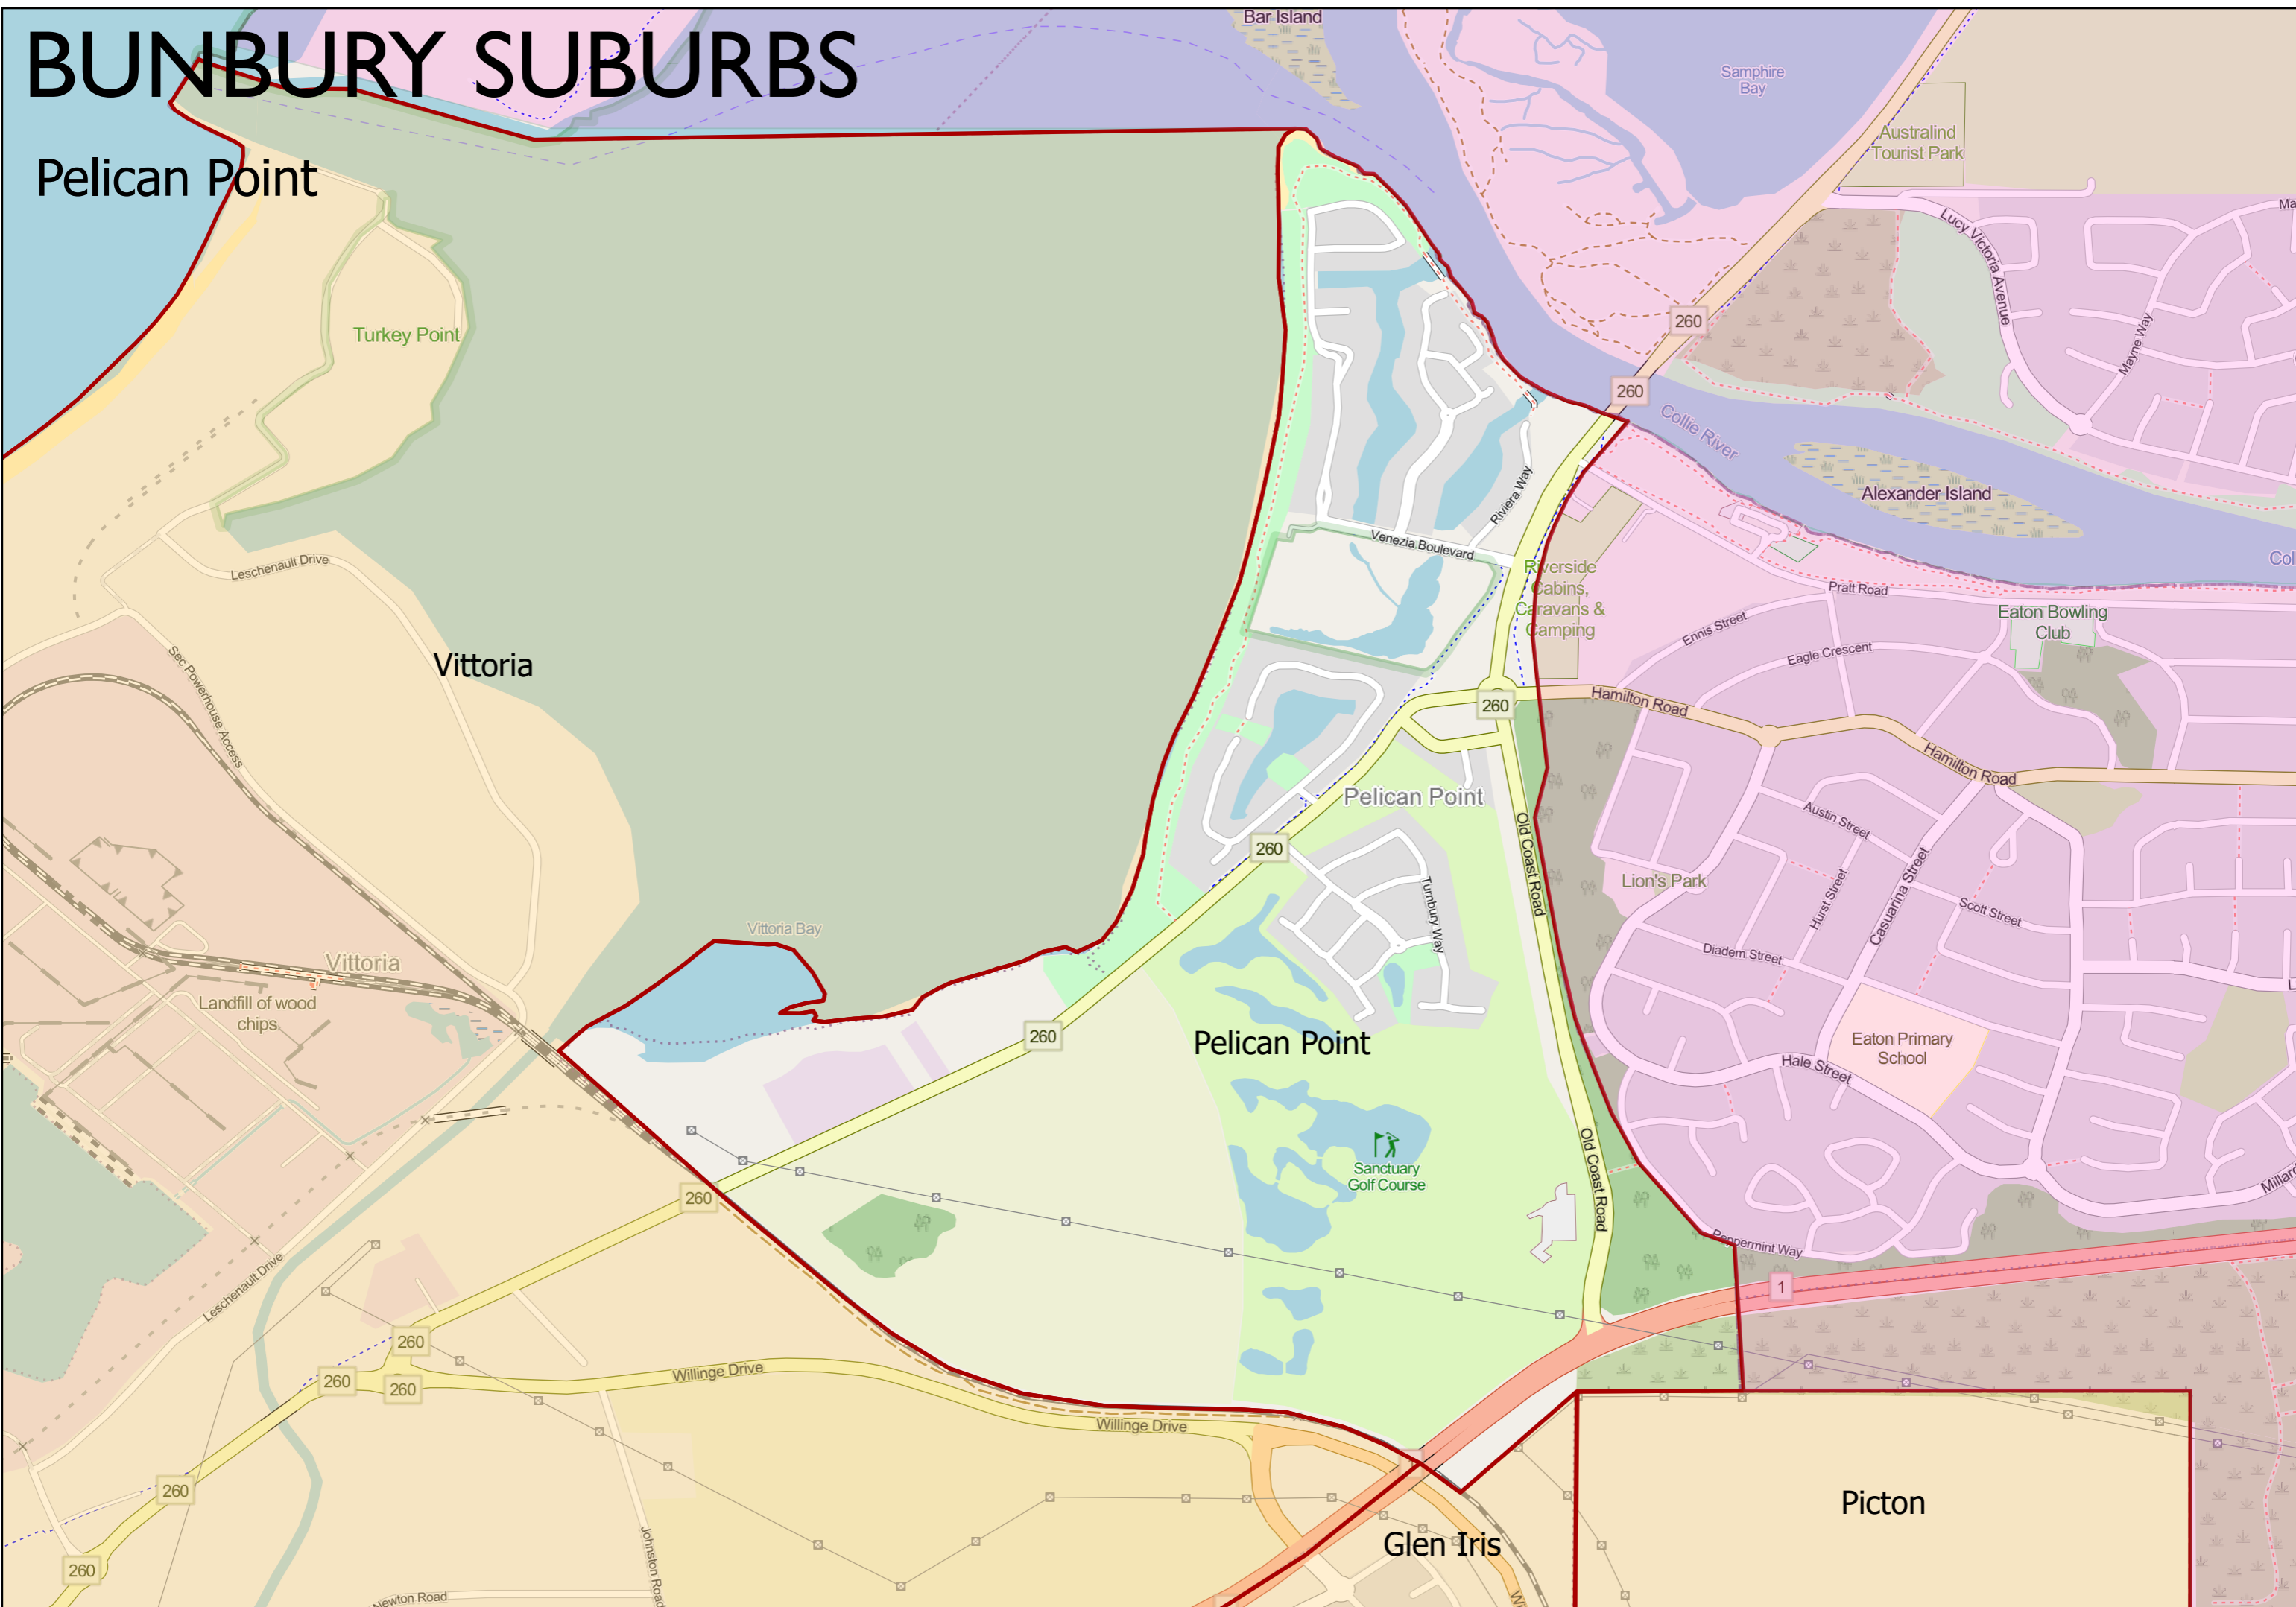 BUNBURY SUBURBS
Pelican Point
Bar Island
Samphire
Bay
Australind
Tourist Park
Lucy Victoria Avenue
Mayne Way
Turkey Point
260
260
Collie River
Alexander Island
Riviera Way
Venezia Boulevard
Leschenault Drive
Riverside
Cabins,
Caravans &
Camping
Pratt Road
Ennis Street
Eaton Bowling
Club
Eagle Crescent
Sec Powerhouse Access
Vittoria
Hamilton Road
260
Hamilton Road
Pelican Point
Austin Street
Old Coast Road
260
Lion's Park
Hurst Street
Casuarina Street
Scott Street
Turnbury Way
Vittoria Bay
Diadem Street
Vittoria
Landfill of wood
chips
260
Pelican Point
Eaton Primary
School
Hale Street
Sanctuary
Golf Course
Old Coast Road
260
Peppermint Way
Leschenault Drive
1
260
260
260
Willinge Drive
Willinge Drive
260
Picton
Glen Iris
Johnston Road
260
Newton Road